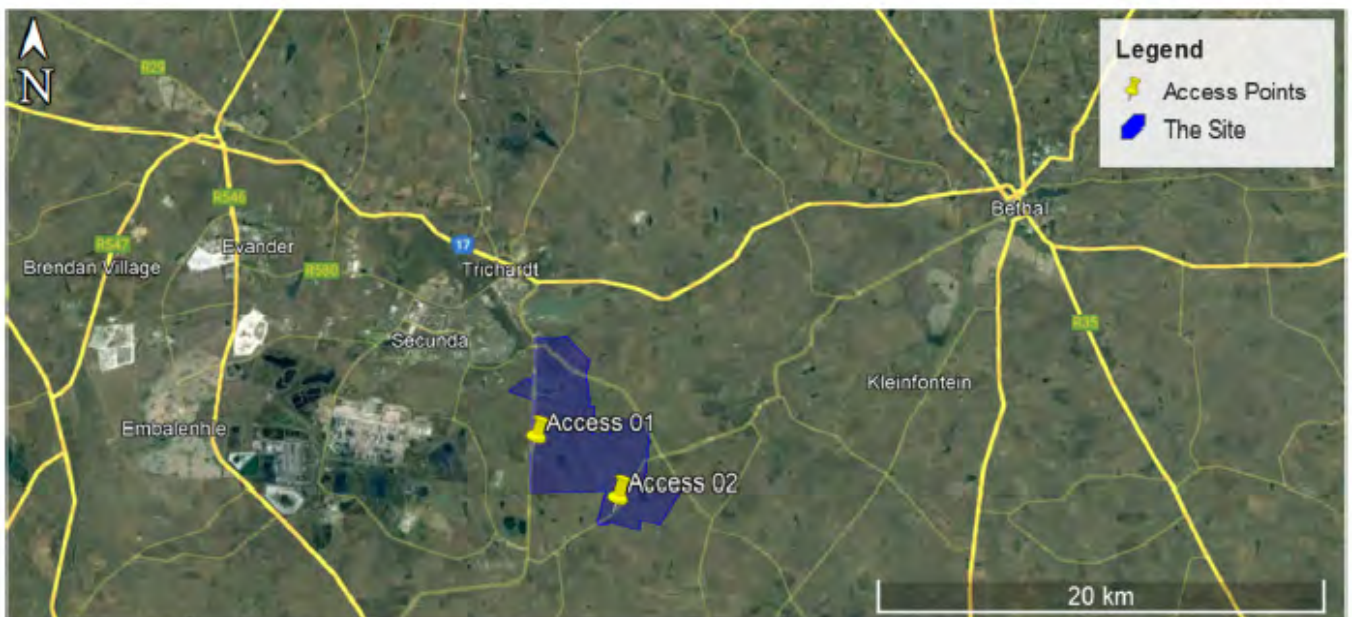 N
Legend
Access Points
The Site
R29
R546
R547
Brendan Village
Evander
R580
17
Trichardt
Bethal
Secunda
R35
Kleinfontein
Embalenhle
Access 01
Access 02
20 km